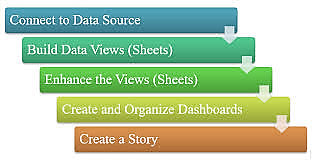 Connect to Data Source
Build Data Views (Sheets)
Enhance the Views (Sheets)
Create and Organize Dashboards
Create a Story